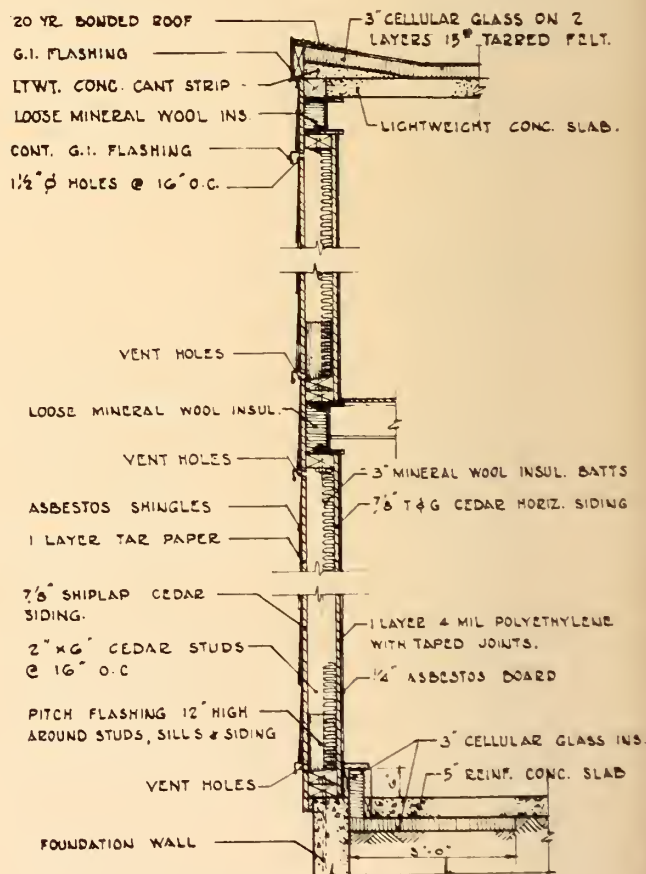 20 YR. BONDED ROOF
G.I. FLASHING
LTWT. CONC. CANT STRIP
LOOSE MINERAL WOOL INS.
CONT. G.I. FLASHING
1½" Ø HOLES @ 16" O.C.
3" CELLULAR GLASS ON 2
LAYERS 15# TARRED FELT.
LIGHTWEIGHT CONC. SLAB.
VENT HOLES
LOOSE MINERAL WOOL INSUL.
VENT HOLES
ASBESTOS SHINGLES
1 LAYER TAR PAPER
7/8" SHIPLAP CEDAR
SIDING.
2" x 6" CEDAR STUDS
@ 16" O.C
PITCH FLASHING 12" HIGH
AROUND STUDS, SILLS & SIDING
VENT HOLES
FOUNDATION WALL
3" MINERAL WOOL INSUL. BATTS
7/8" T & G CEDAR HORIZ. SIDING
1 LAYER 4 MIL POLYETHYLENE
WITH TAPED JOINTS.
1/4" ASBESTOS BOARD
3" CELLULAR GLASS INS.
5" REINF. CONC. SLAB
3'-0"